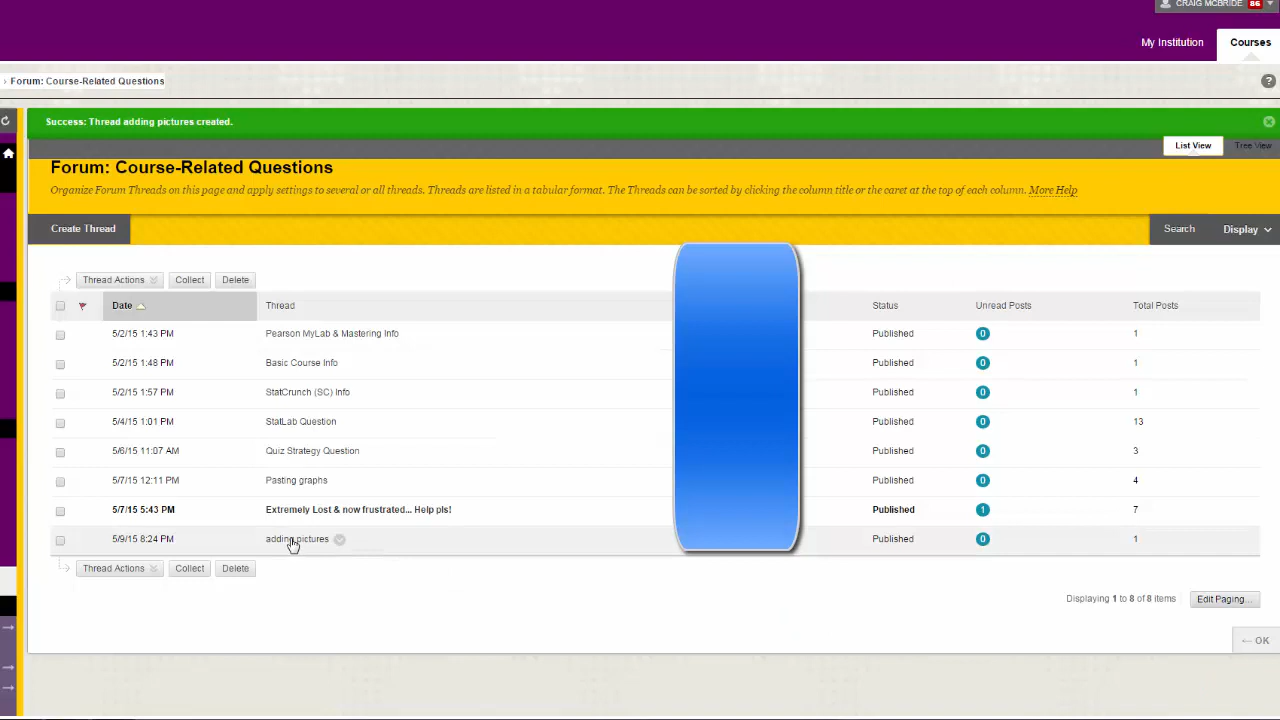 CRAIG MCBRIDE 86
My Institution Courses
› Forum: Course-Related Questions
?
Success: Thread adding pictures created.
List View Tree View
Forum: Course-Related Questions
Organize Forum Threads on this page and apply settings to several or all threads. Threads are listed in a tabular format. The Threads can be sorted by clicking the column title or the caret at the top of each column. More Help
Create Thread Search Display
Thread Actions Collect Delete
Date Thread Status Unread Posts Total Posts
5/2/15 1:43 PM Pearson MyLab & Mastering Info Published 0 1
5/2/15 1:48 PM Basic Course Info Published 0 1
5/2/15 1:57 PM StatCrunch (SC) Info Published 0 1
5/4/15 1:01 PM StatLab Question Published 0 13
5/6/15 11:07 AM Quiz Strategy Question Published 0 3
5/7/15 12:11 PM Pasting graphs Published 0 4
5/7/15 5:43 PM Extremely Lost & now frustrated... Help pls! Published 1 7
5/9/15 8:24 PM adding pictures Published 0 1
Thread Actions Collect Delete
Displaying 1 to 8 of 8 items Edit Paging...
← OK